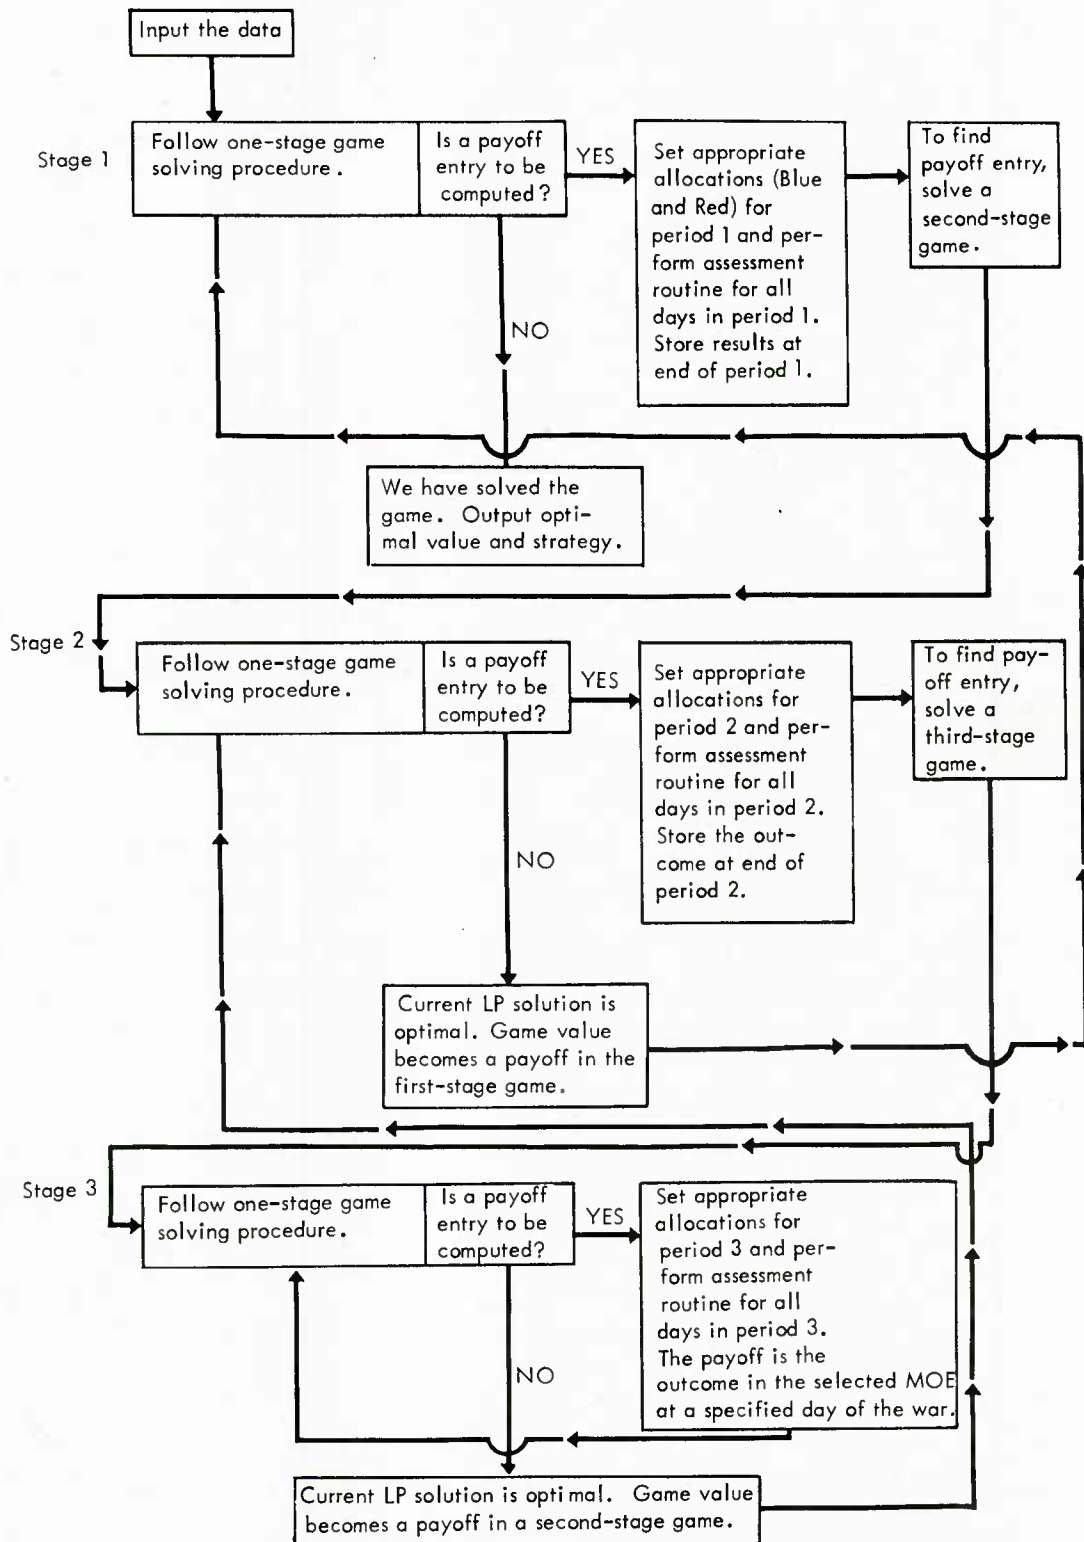 Input the data
Stage 1
Follow one-stage game
solving procedure.
Is a payoff
entry to be
computed?
YES
Set appropriate
allocations (Blue
and Red) for
period 1 and per-
form assessment
routine for all
days in period 1.
Store results at
end of period 1.
To find
payoff entry,
solve a
second-stage
game.
NO
We have solved the
game. Output opti-
mal value and strategy.
Stage 2
Follow one-stage game
solving procedure.
Is a payoff
entry to be
computed?
YES
Set appropriate
allocations for
period 2 and per-
form assessment
routine for all
days in period 2.
Store the out-
come at end of
period 2.
To find pay-
off entry,
solve a
third-stage
game.
NO
Current LP solution is
optimal. Game value
becomes a payoff in the
first-stage game.
Stage 3
Follow one-stage game
solving procedure.
Is a payoff
entry to be
computed?
YES
Set appropriate
allocations for
period 3 and per-
form assessment
routine for all
days in period 3.
The payoff is the
outcome in the selected MOE
at a specified day of the war.
NO
Current LP solution is optimal. Game value
becomes a payoff in a second-stage game.